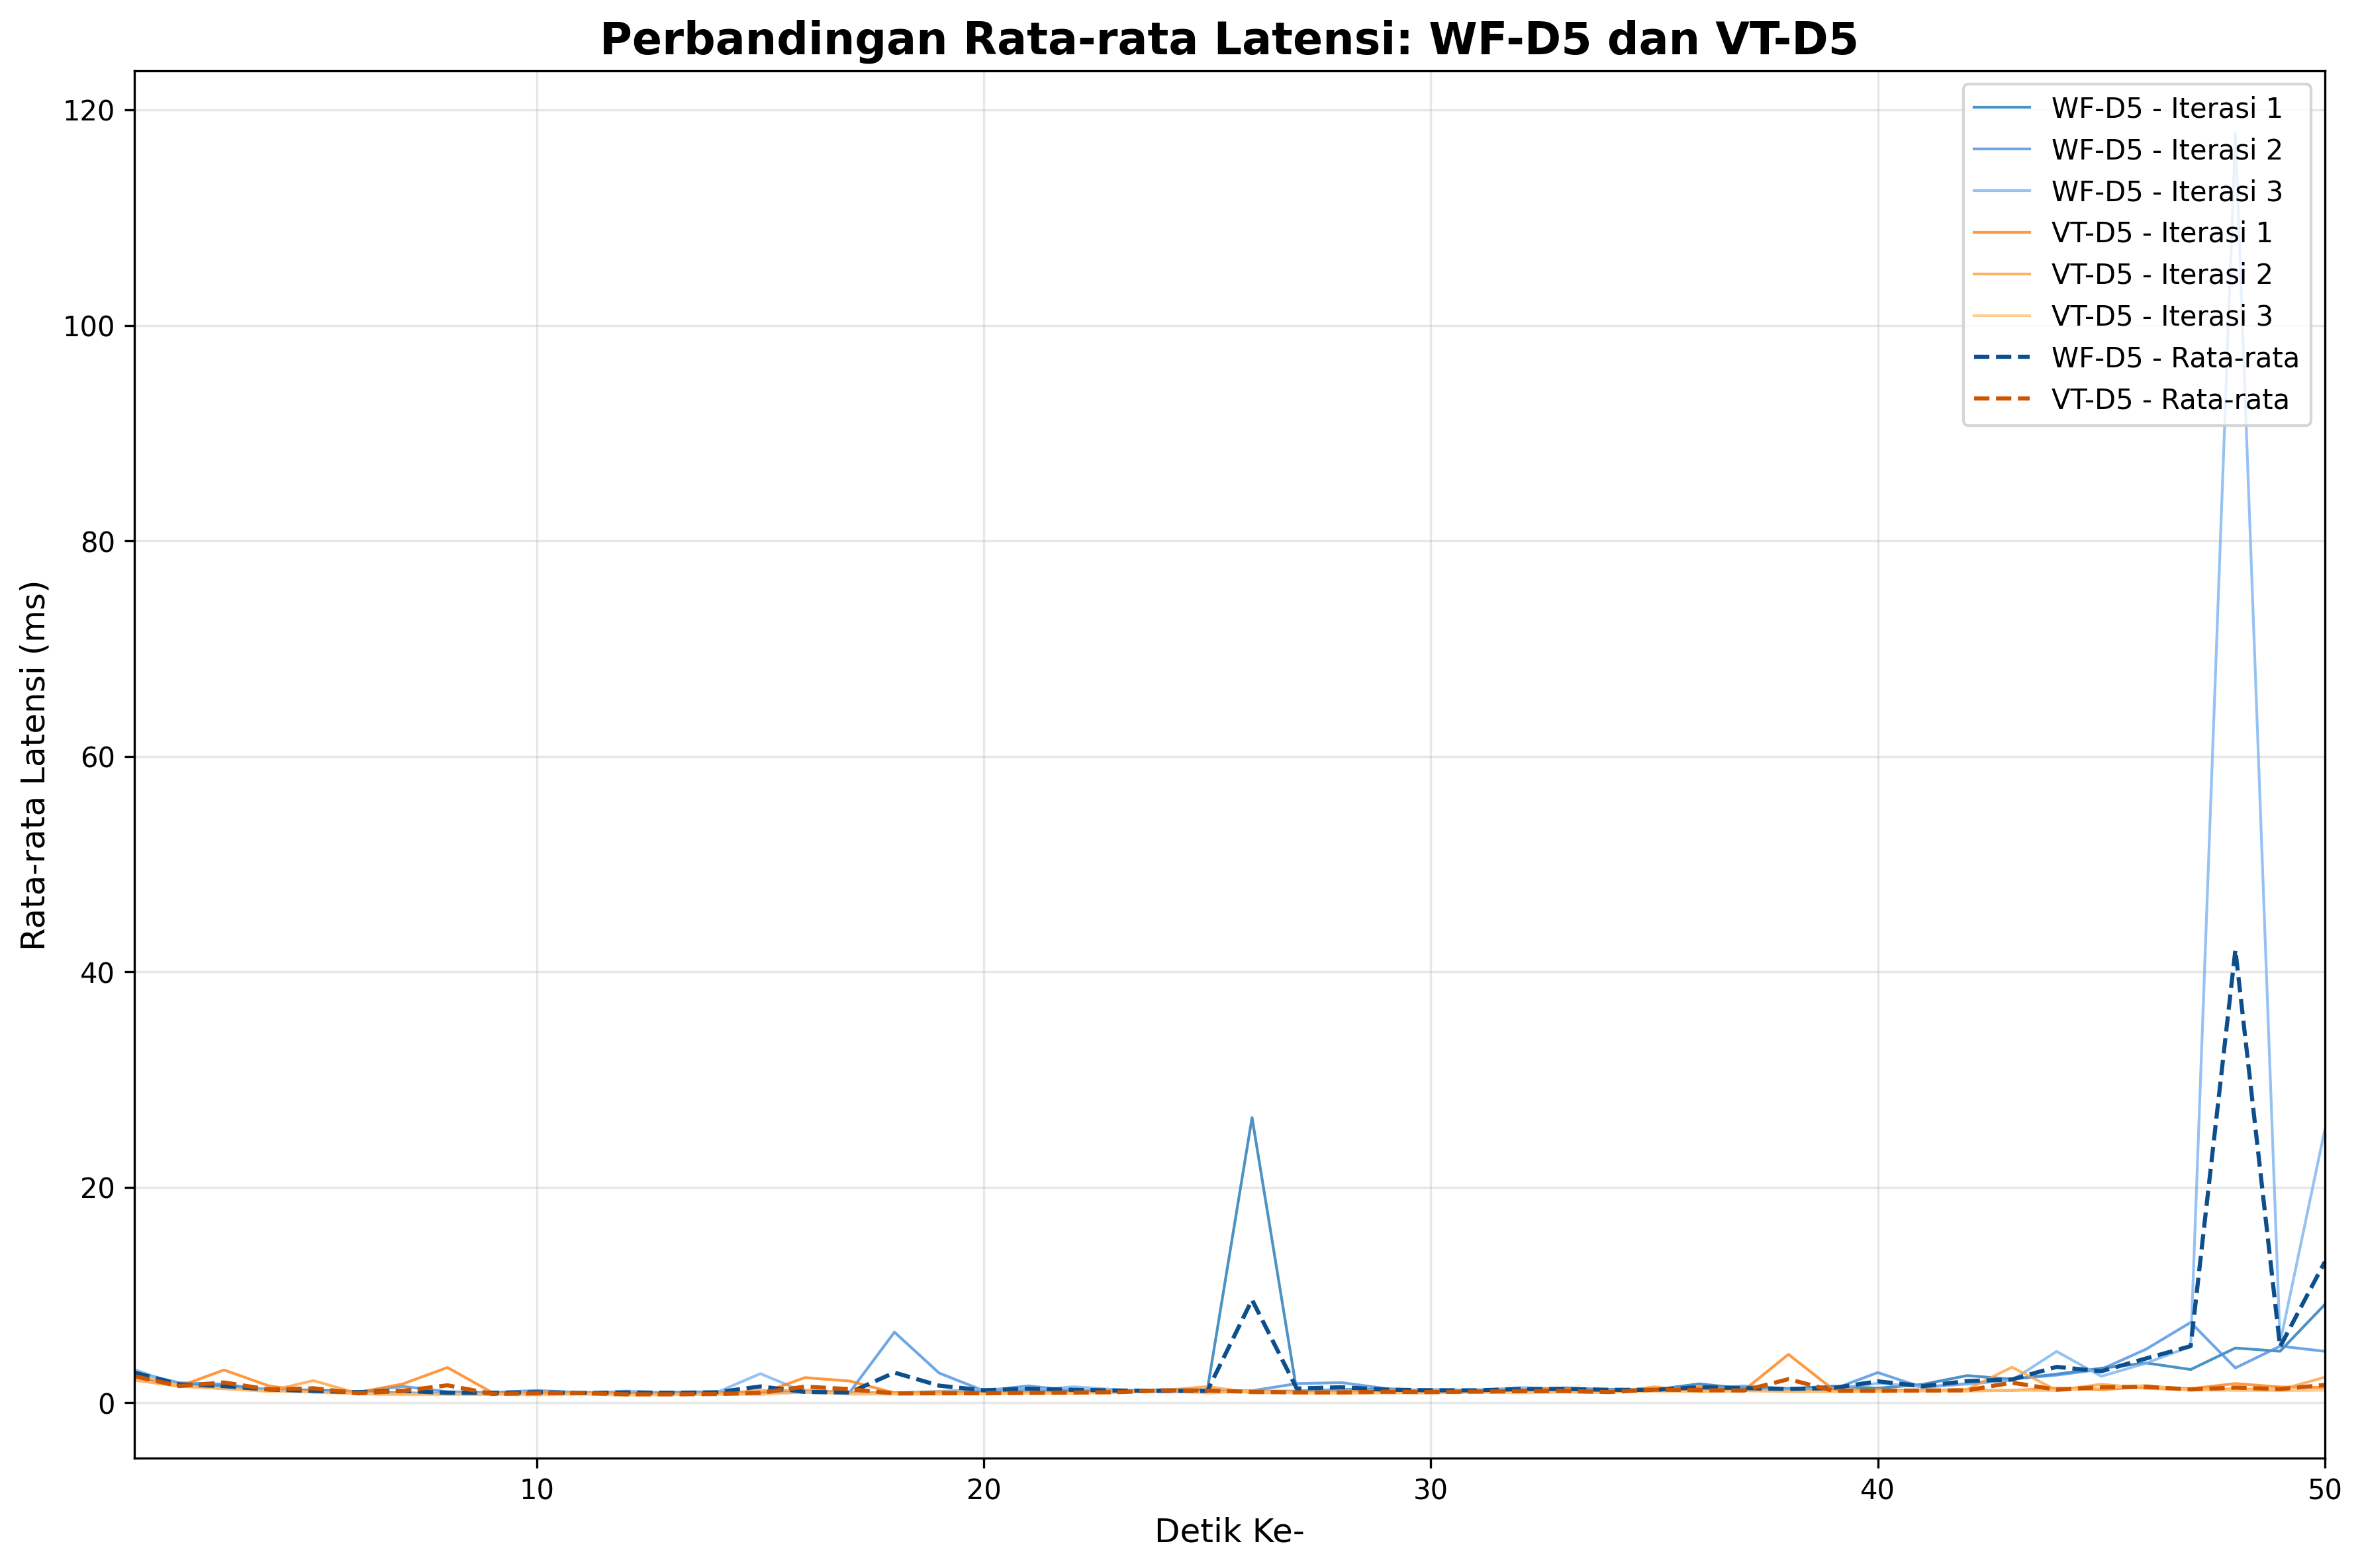 Perbandingan Rata-rata Latensi: WF-D5 dan VT-D5
Rata-rata Latensi (ms)
120
100
80
60
40
20
0
WF-D5 - Iterasi 1
WF-D5 - Iterasi 2
WF-D5 - Iterasi 3
VT-D5 - Iterasi 1
VT-D5 - Iterasi 2
VT-D5 - Iterasi 3
WF-D5 - Rata-rata
VT-D5 - Rata-rata
10
20
30
40
50
Detik Ke-